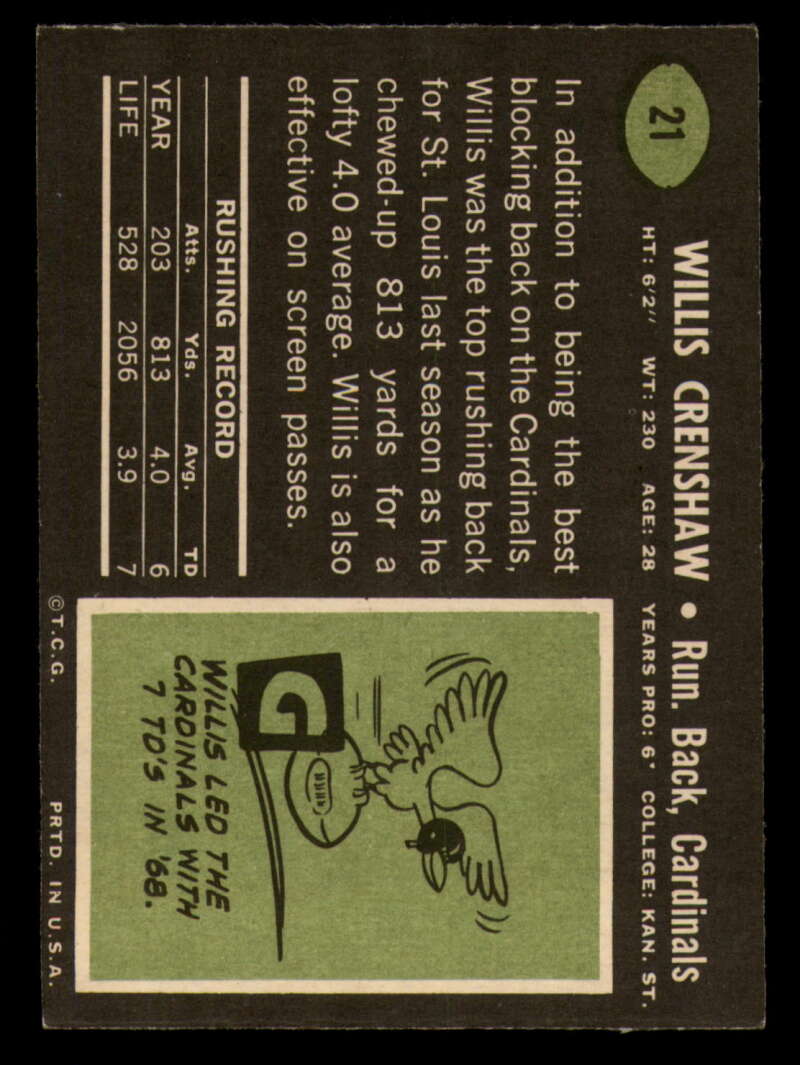 21
WILLIS CRENSHAW • Run. Back, Cardinals
HT: 6'2" WT: 230 AGE: 28 YEARS PRO: 6 COLLEGE: KAN. ST.
In addition to being the best
blocking back on the Cardinals,
Willis was the top rushing back
for St. Louis last season as he
chewed-up 813 yards for a
lofty 4.0 average. Willis is also
effective on screen passes.
RUSHING RECORD
Atts. Yds. Avg. TD
YEAR 203 813 4.0 6
LIFE 528 2056 3.9 7
G
WILLIS LED THE
CARDINALS WITH
7 TD'S IN '68.
©T.C.G. PRTD. IN U.S.A.